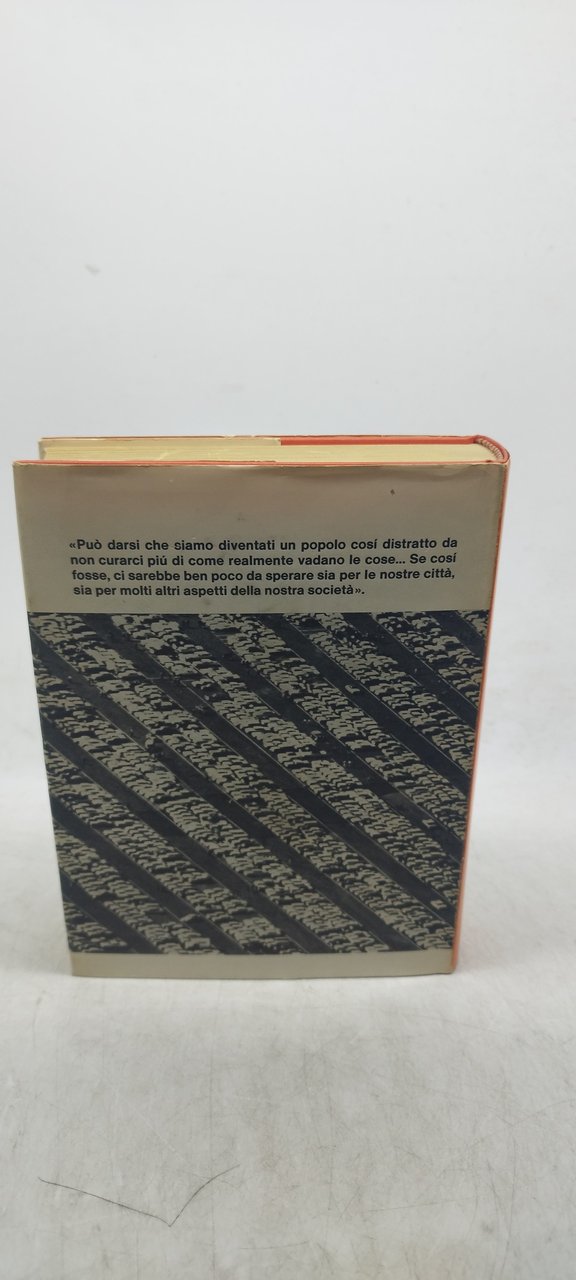 «Può darsi che siamo diventati un popolo cosí distratto da
non curarci piú di come realmente vadano le cose... Se cosí
fosse, ci sarebbe ben poco da sperare sia per le nostre città,
sia per molti altri aspetti della nostra società».